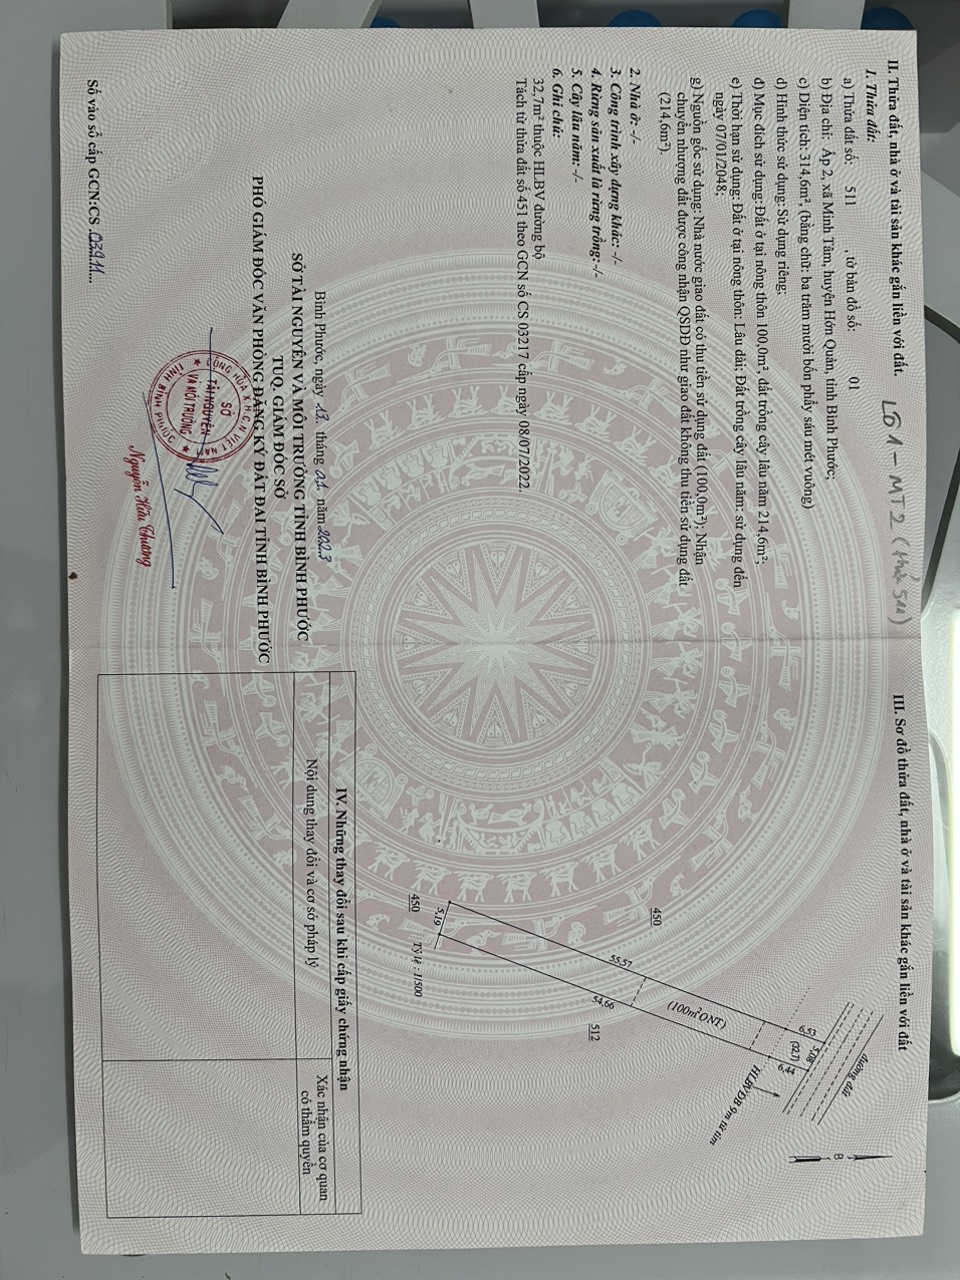 LÔ 1 - MT 2 (thửa 511)
II. Thửa đất, nhà ở và tài sản khác gắn liền với đất.
1. Thửa đất:
a) Thửa đất số: 511 , tờ bản đồ số: 01
b) Địa chỉ: Ấp 2, xã Minh Tâm, huyện Hớn Quản, tỉnh Bình Phước;
c) Diện tích: 314,6m², (bằng chữ: ba trăm mười bốn phẩy sáu mét vuông)
d) Hình thức sử dụng: Sử dụng riêng;
đ) Mục đích sử dụng: Đất ở tại nông thôn 100,0m², đất trồng cây lâu năm 214,6m²;
e) Thời hạn sử dụng: Đất ở tại nông thôn: Lâu dài; Đất trồng cây lâu năm: sử dụng đến
ngày 07/01/2048;
g) Nguồn gốc sử dụng: Nhà nước giao đất có thu tiền sử dụng đất (100,0m²); Nhận
chuyển nhượng đất được công nhận QSDĐ như giao đất không thu tiền sử dụng đất
(214,6m²).
2. Nhà ở: -/-
3. Công trình xây dựng khác: -/-
4. Rừng sản xuất là rừng trồng: -/-
5. Cây lâu năm: -/-
6. Ghi chú:
32,7m² thuộc HLBV đường bộ
Tách từ thửa đất số 451 theo GCN số CS 03217 cấp ngày 08/07/2022.
Bình Phước, ngày 13 tháng 01 năm 2023
SỞ TÀI NGUYÊN VÀ MÔI TRƯỜNG TỈNH BÌNH PHƯỚC
TUQ. GIÁM ĐỐC SỞ
PHÓ GIÁM ĐỐC VĂN PHÒNG ĐĂNG KÝ ĐẤT ĐAI TỈNH BÌNH PHƯỚC
CỘNG HÒA X.H.C.N VIỆT NAM
SỞ
TÀI NGUYÊN
VÀ MÔI TRƯỜNG
TỈNH BÌNH PHƯỚC
Nguyễn Hữu Thường
Số vào sổ cấp GCN:CS .03911...
III. Sơ đồ thửa đất, nhà ở và tài sản khác gắn liền với đất
đường đất
B
6,53
5,08
(32,7)
6,44
HLBVĐB 9m từ tim
(100m²ONT)
450
55,57
54,66
512
5,19
450
Tỷ lệ : 1/500
IV. Những thay đổi sau khi cấp giấy chứng nhận
Nội dung thay đổi và cơ sở pháp lý
Xác nhận của cơ quan
có thẩm quyền